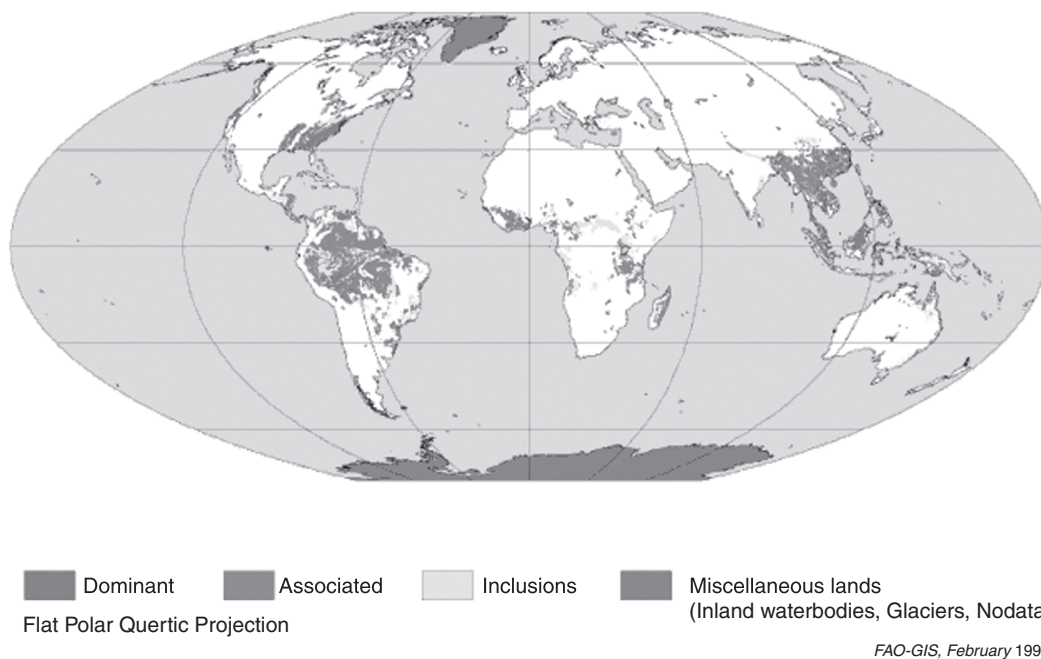 Dominant Associated Inclusions Miscellaneous lands
(Inland waterbodies, Glaciers, Nodata
Flat Polar Quertic Projection
FAO-GIS, February 199